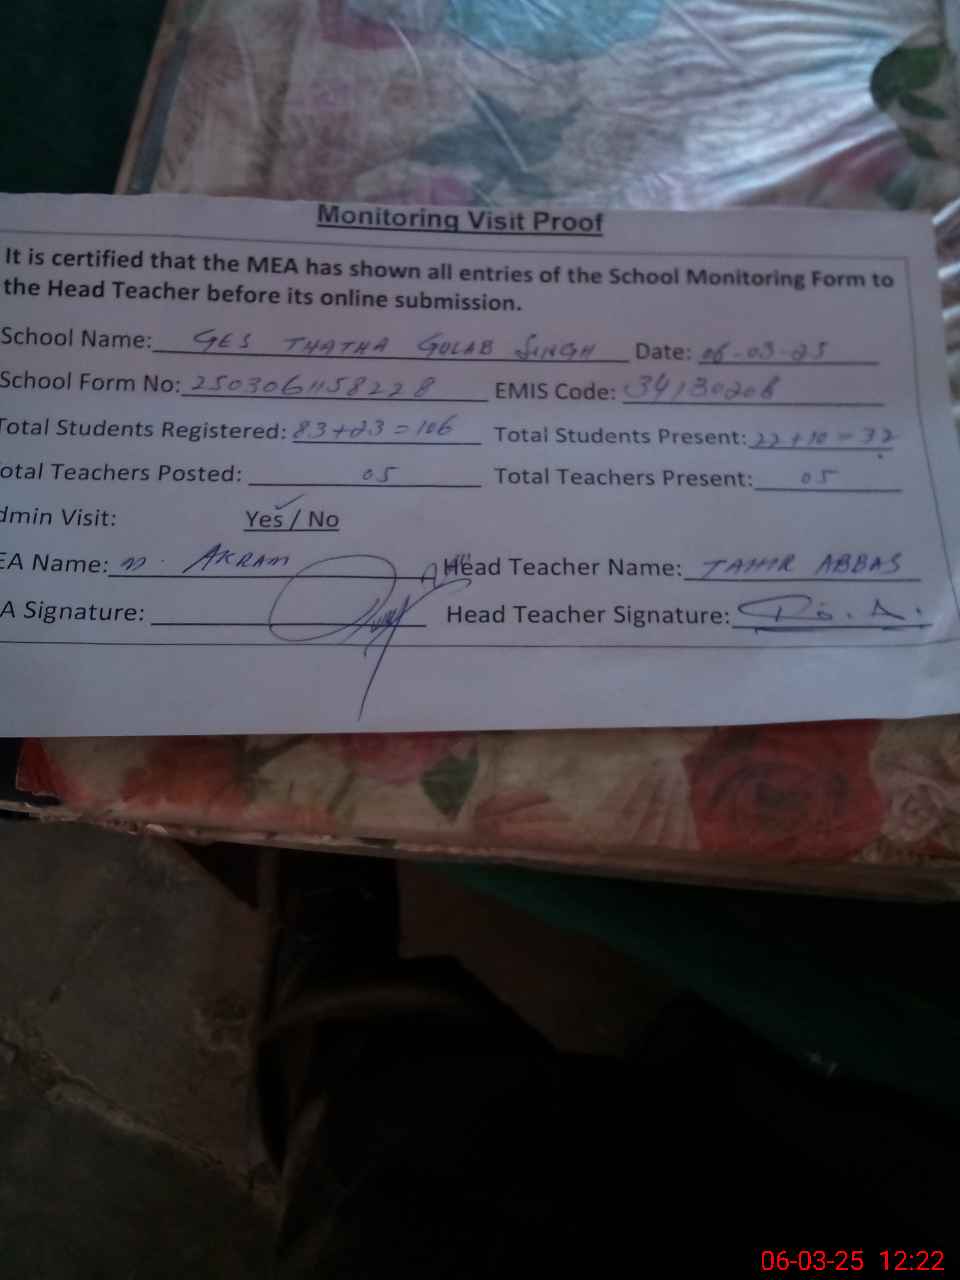 Monitoring Visit Proof
It is certified that the MEA has shown all entries of the School Monitoring Form to
the Head Teacher before its online submission.
School Name: GES THATHA GULAB SINGH Date: 06-03-25
School Form No: 2503061158228 EMIS Code: 34130208
Total Students Registered: 83+23=106 Total Students Present: 22+10=32
otal Teachers Posted: 05 Total Teachers Present: 05
dmin Visit: Yes / No
EA Name: M. AKRAM Head Teacher Name: TAHIR ABBAS
A Signature: Head Teacher Signature:
06-03-25 12:22